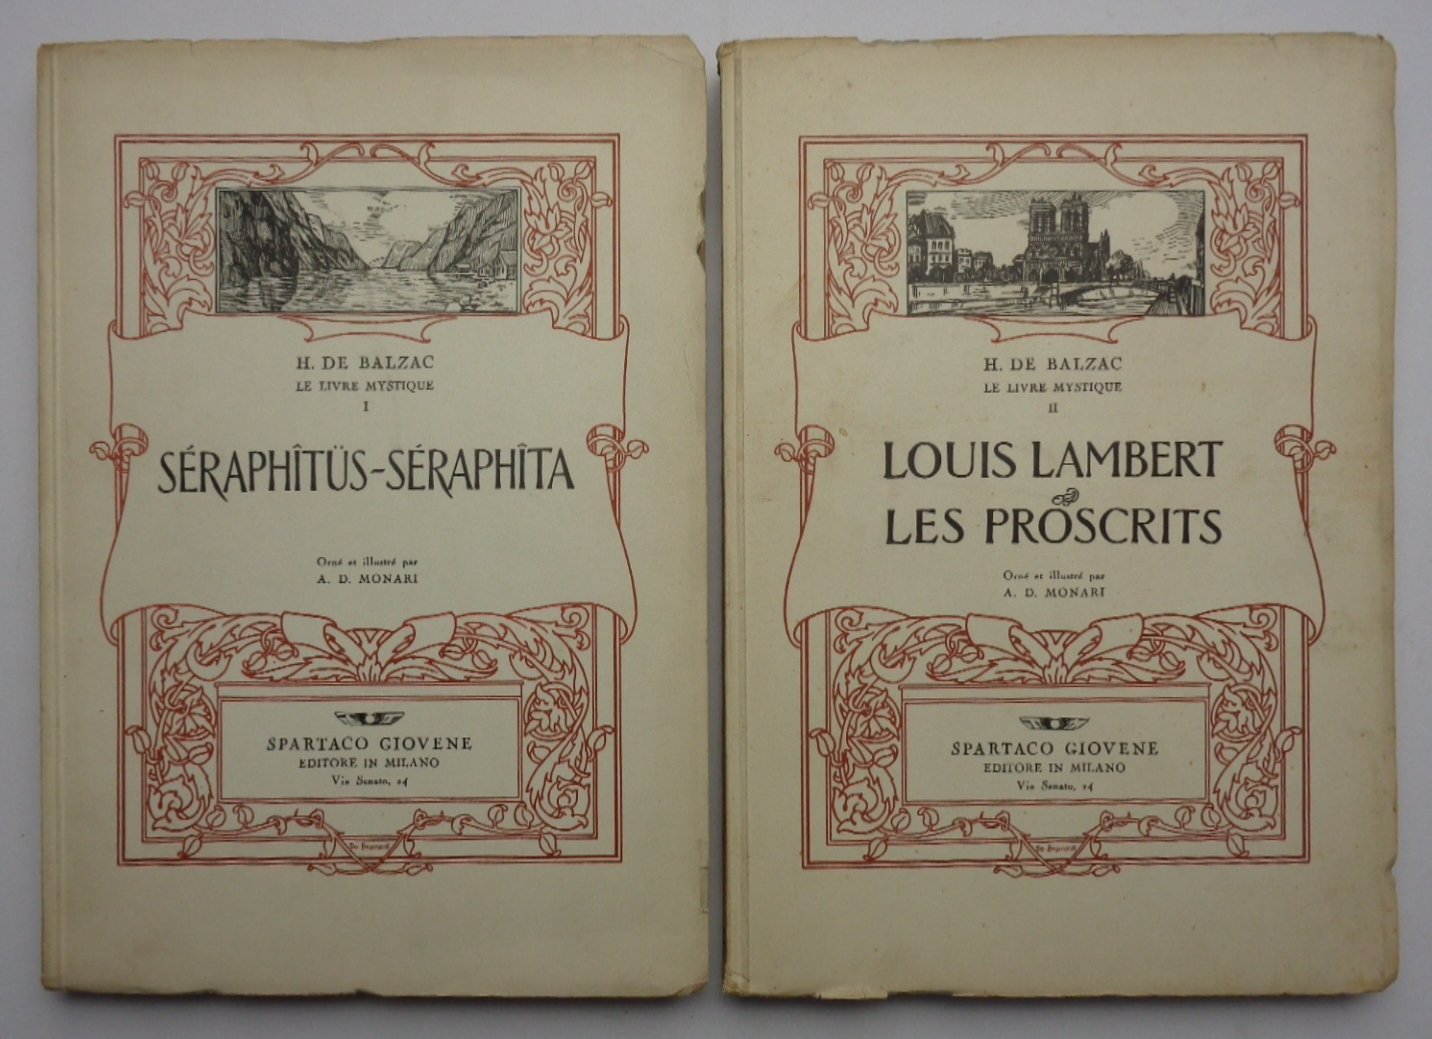 H. DE BALZAC
LE LIVRE MYSTIQUE
I
SÉRAPHÎTÜS-SÉRAPHÎTA
Orné et illustré par
A. D. MONARI
SPARTACO GIOVENE
EDITORE IN MILANO
Via Senato, 24
H. DE BALZAC
LE LIVRE MYSTIQUE
II
LOUIS LAMBERT
&
LES PROSCRITS
Orné et illustré par
A. D. MONARI
SPARTACO GIOVENE
EDITORE IN MILANO
Via Senato, 24